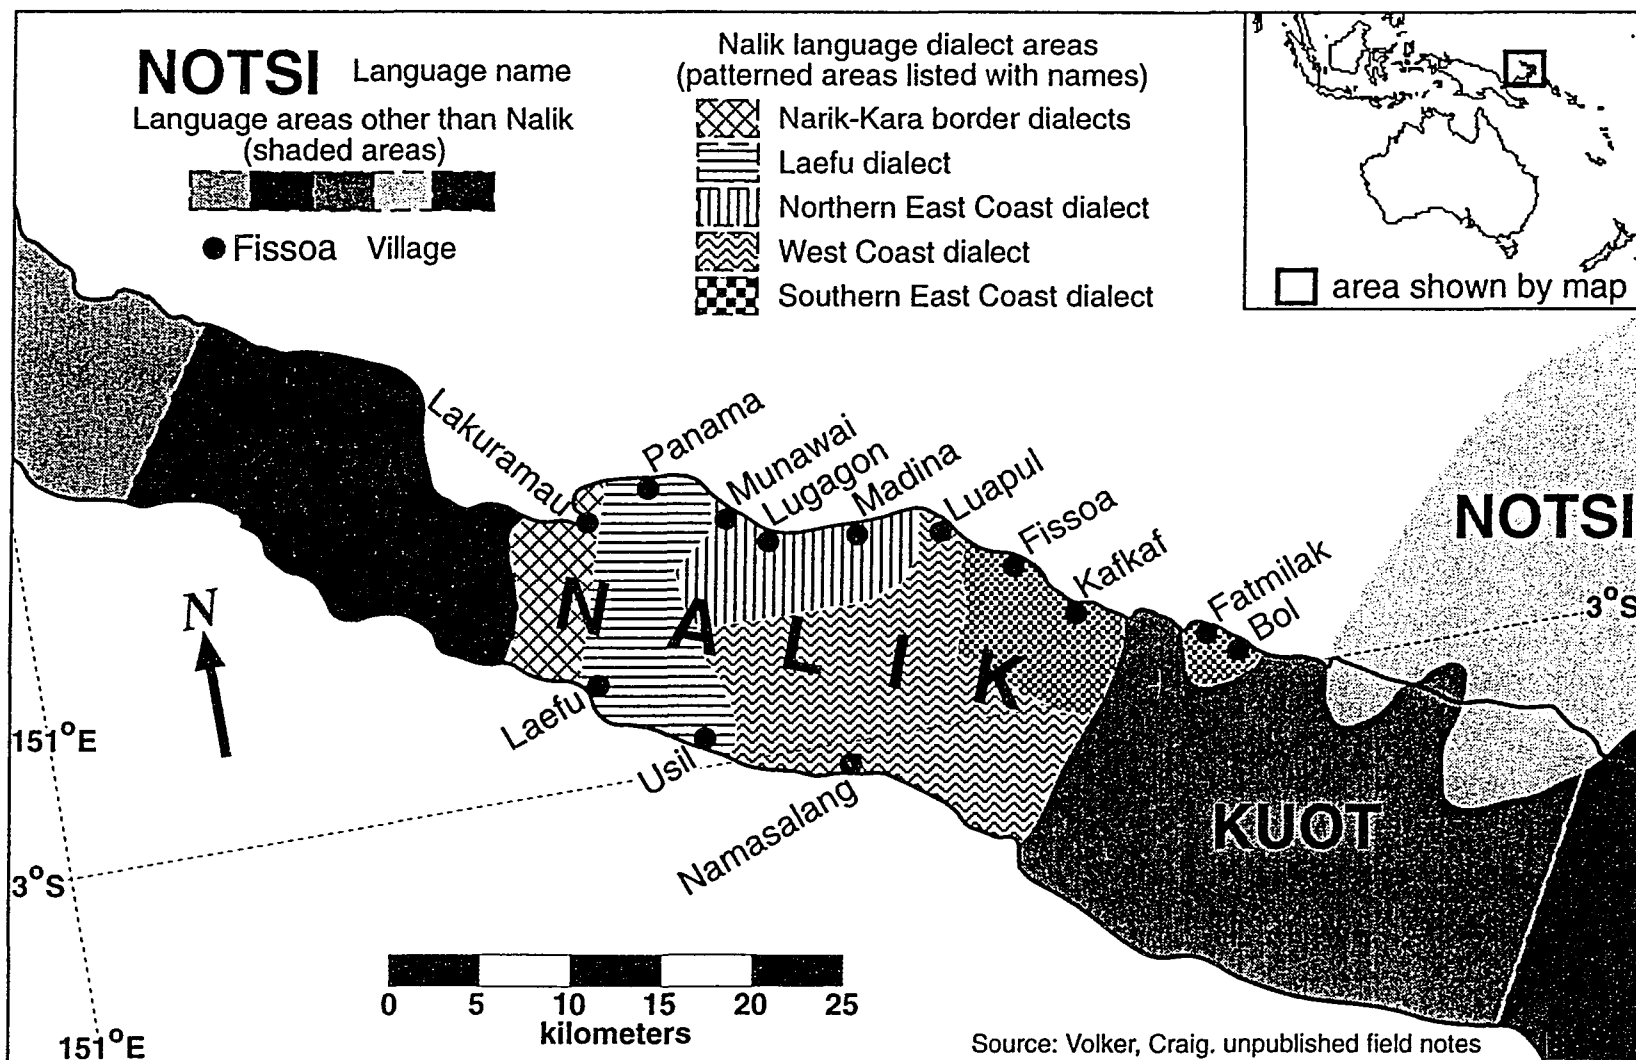 NOTSI Language name
Language areas other than Nalik
(shaded areas)
Fissoa Village
Nalik language dialect areas
(patterned areas listed with names)
Narik-Kara border dialects
Laefu dialect
Northern East Coast dialect
West Coast dialect
Southern East Coast dialect
area shown by map
Lakuramau
Panama
Munawai
Lugagon
Madina
Luapul
Fissoa
Kafkaf
Fatmilak
Bol
NOTSI
3°S
N
NALIK
Laefu
Usil
Namasalang
KUOT
151°E
3°S
151°E
0 5 10 15 20 25
kilometers
Source: Volker, Craig. unpublished field notes